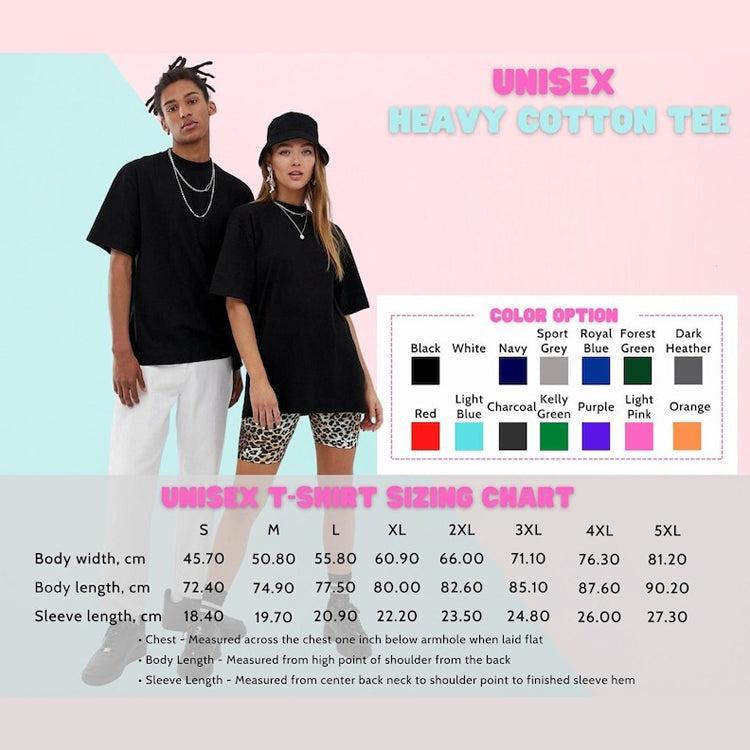 UNISEX
HEAVY COTTON TEE
COLOR OPTION
Black White Navy Sport Grey Royal Blue Forest Green Dark Heather
Red Light Blue Charcoal Kelly Green Purple Light Pink Orange
UNISEX T-SHIRT SIZING CHART
S M L XL 2XL 3XL 4XL 5XL
Body width, cm 45.70 50.80 55.80 60.90 66.00 71.10 76.30 81.20
Body length, cm 72.40 74.90 77.50 80.00 82.60 85.10 87.60 90.20
Sleeve length, cm 18.40 19.70 20.90 22.20 23.50 24.80 26.00 27.30
• Chest - Measured across the chest one inch below armhole when laid flat
• Body Length - Measured from high point of shoulder from the back
• Sleeve Length - Measured from center back neck to shoulder point to finished sleeve hem